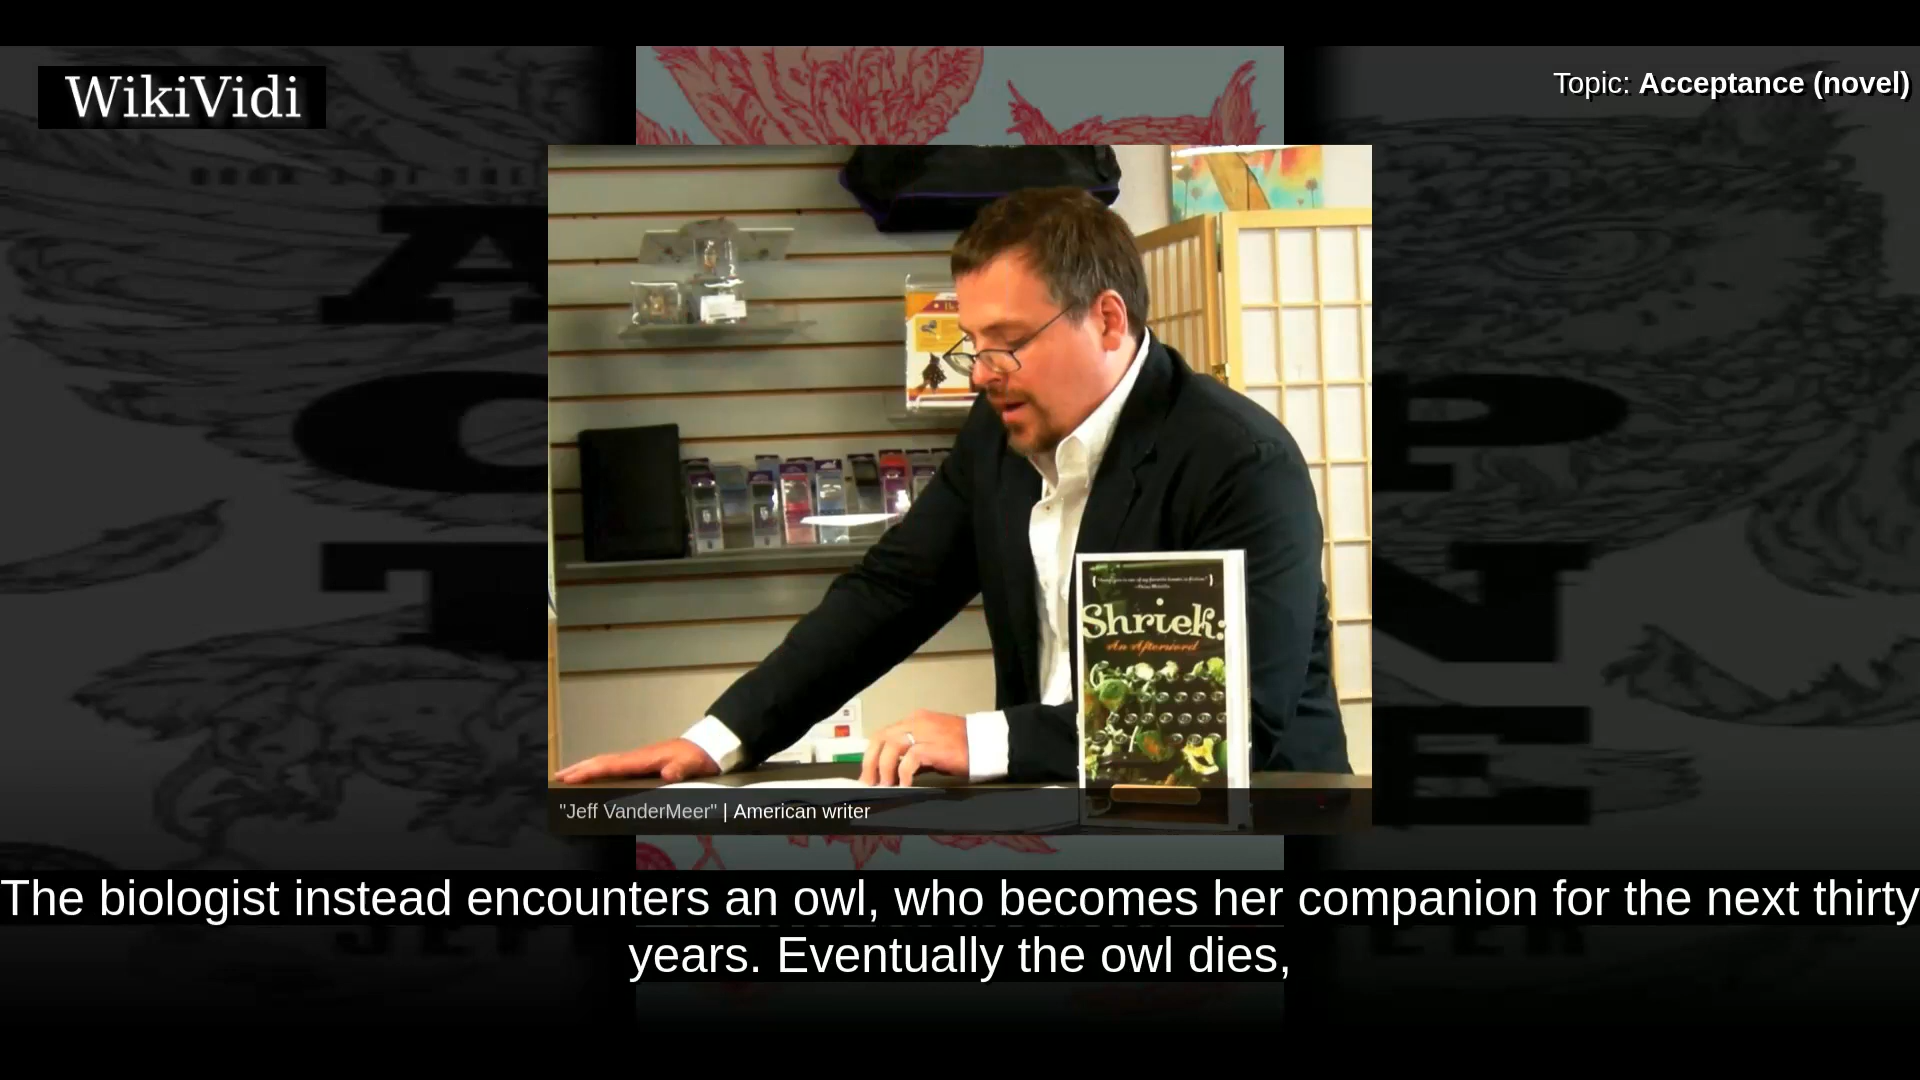 WikiVidi
Topic: Acceptance (novel)
Shriek:
An Afterword
"Jeff VanderMeer" | American writer
The biologist instead encounters an owl, who becomes her companion for the next thirty
years. Eventually the owl dies,